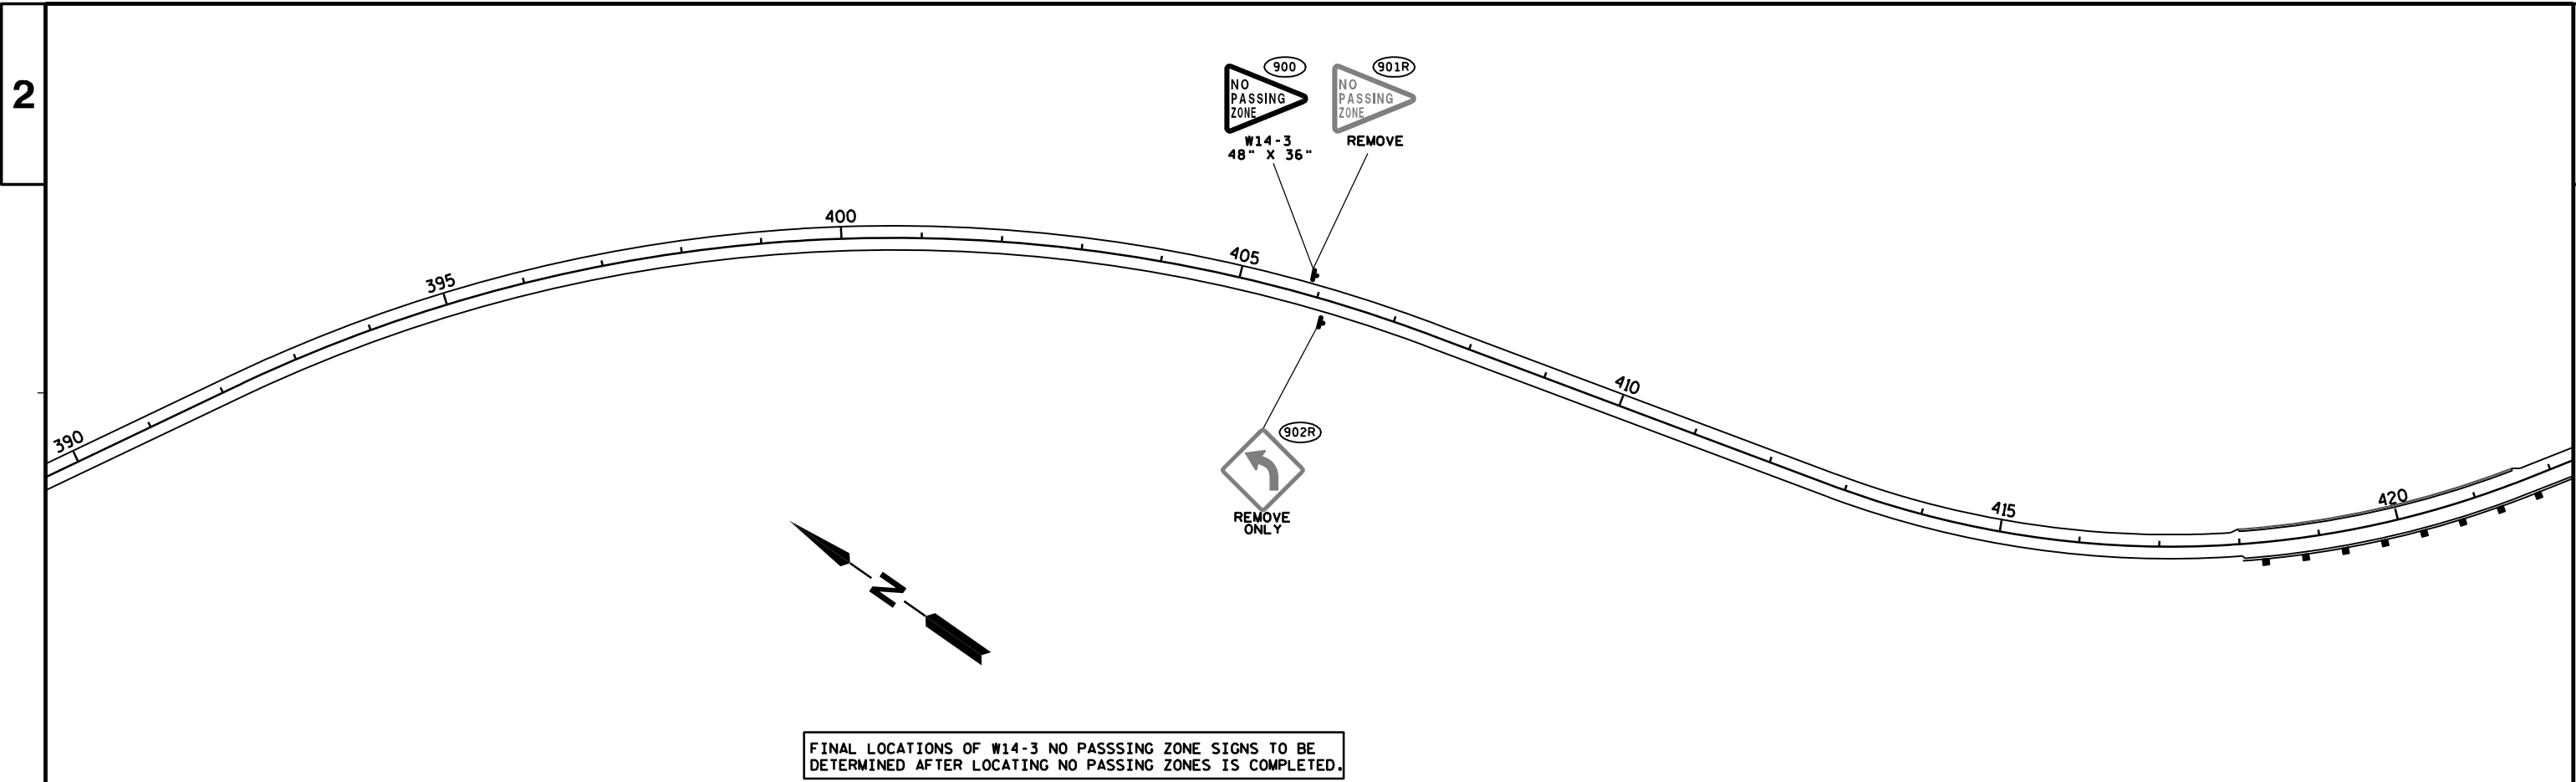 2
900
NO
PASSING
ZONE
W14-3
48" X 36"
901R
NO
PASSING
ZONE
REMOVE
390
395
400
405
410
415
420
902R
REMOVE
ONLY
N
FINAL LOCATIONS OF W14-3 NO PASSSING ZONE SIGNS TO BE
DETERMINED AFTER LOCATING NO PASSING ZONES IS COMPLETED.